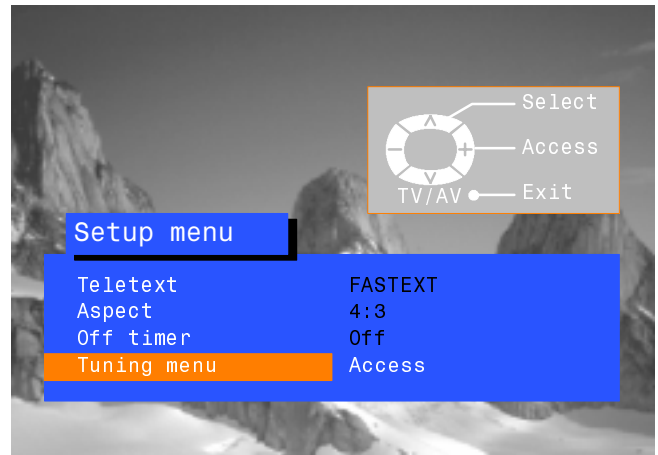 Select
Access
TV/AV Exit
Setup menu
Teletext FASTEXT
Aspect 4:3
Off timer Off
Tuning menu Access